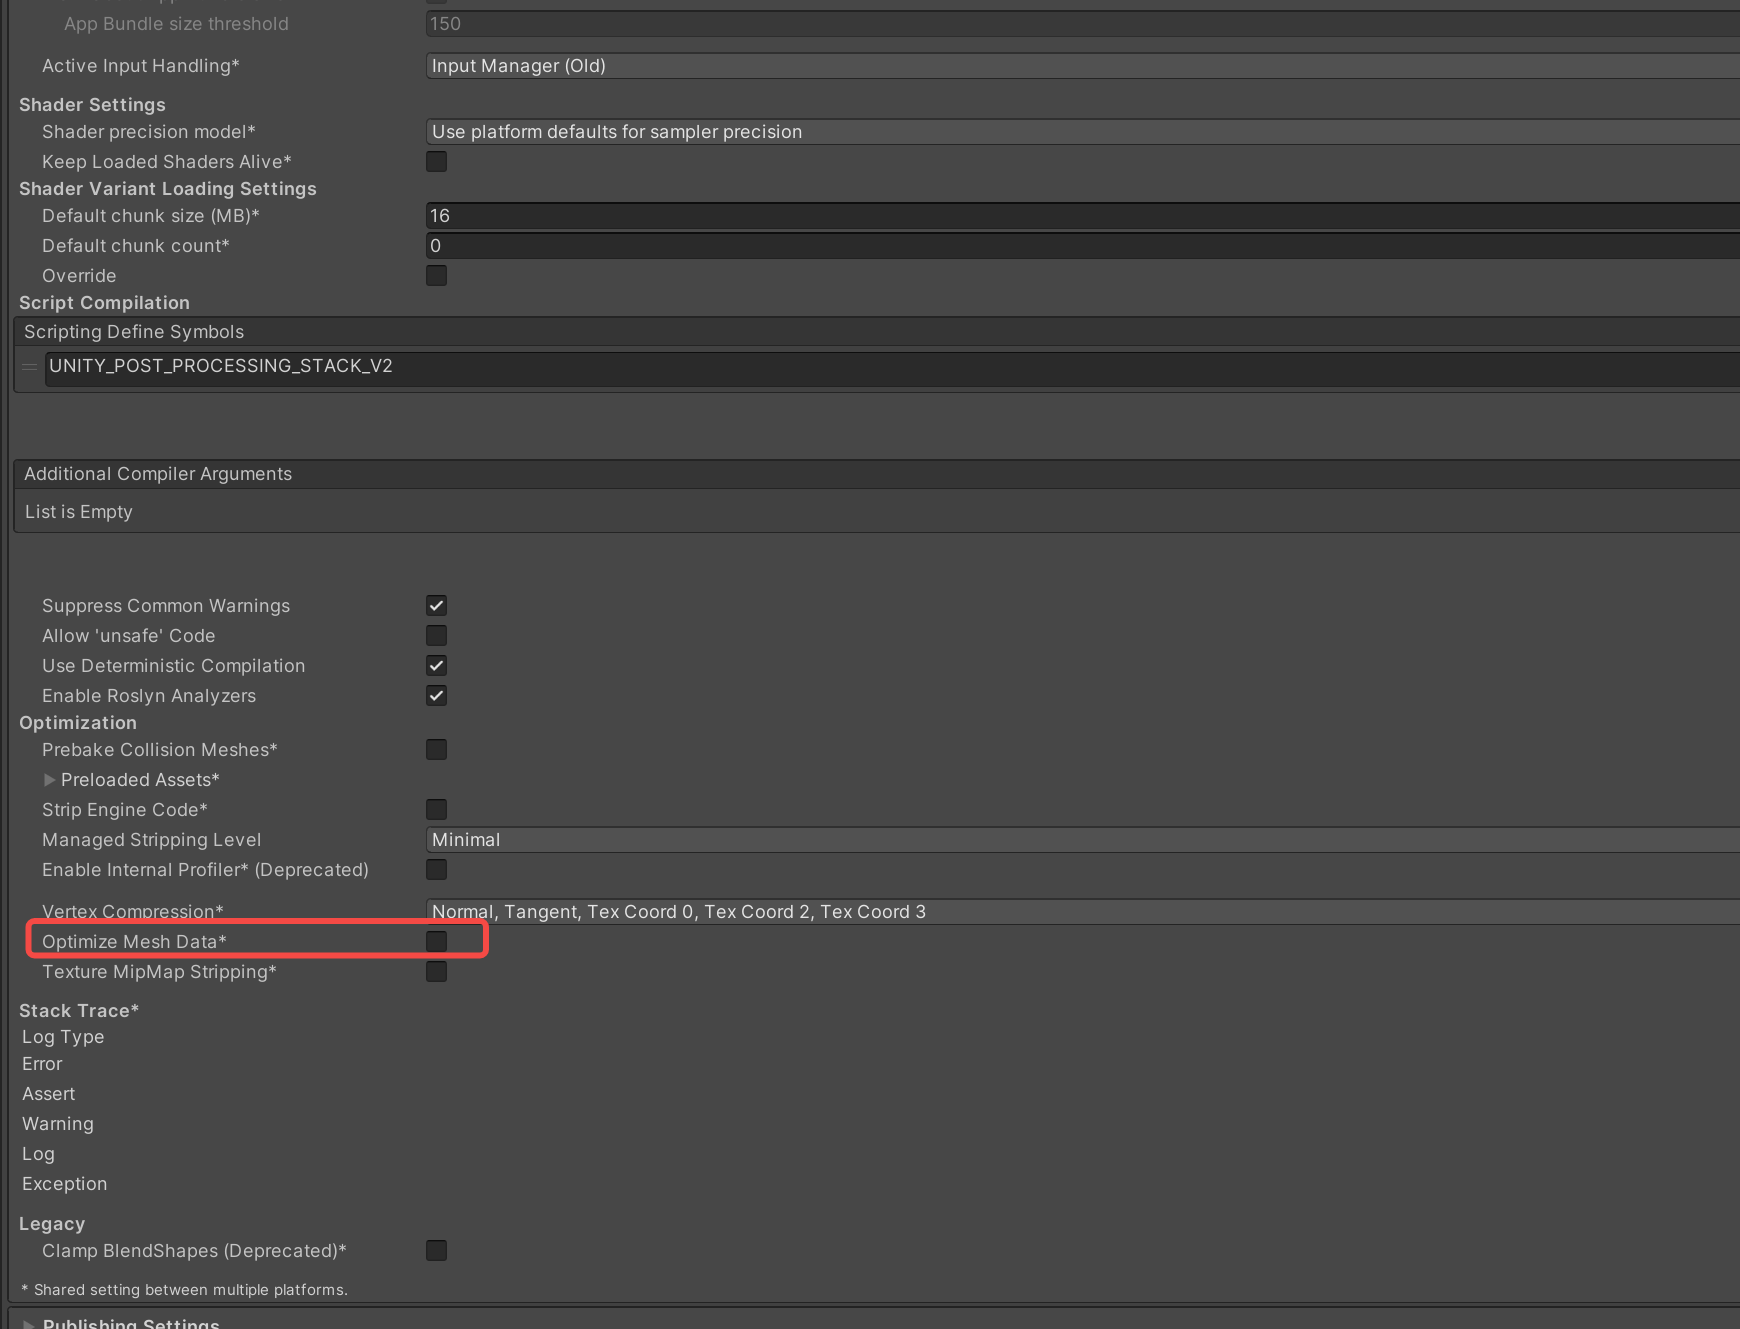 App Bundle size threshold 150
Active Input Handling* Input Manager (Old)
Shader Settings
Shader precision model* Use platform defaults for sampler precision
Keep Loaded Shaders Alive*
Shader Variant Loading Settings
Default chunk size (MB)* 16
Default chunk count* 0
Override
Script Compilation
Scripting Define Symbols
UNITY_POST_PROCESSING_STACK_V2
Additional Compiler Arguments
List is Empty
Suppress Common Warnings
Allow 'unsafe' Code
Use Deterministic Compilation
Enable Roslyn Analyzers
Optimization
Prebake Collision Meshes*
Preloaded Assets*
Strip Engine Code*
Managed Stripping Level Minimal
Enable Internal Profiler* (Deprecated)
Vertex Compression* Normal, Tangent, Tex Coord 0, Tex Coord 2, Tex Coord 3
Optimize Mesh Data*
Texture MipMap Stripping*
Stack Trace*
Log Type
Error
Assert
Warning
Log
Exception
Legacy
Clamp BlendShapes (Deprecated)*
* Shared setting between multiple platforms.
Publishing Settings